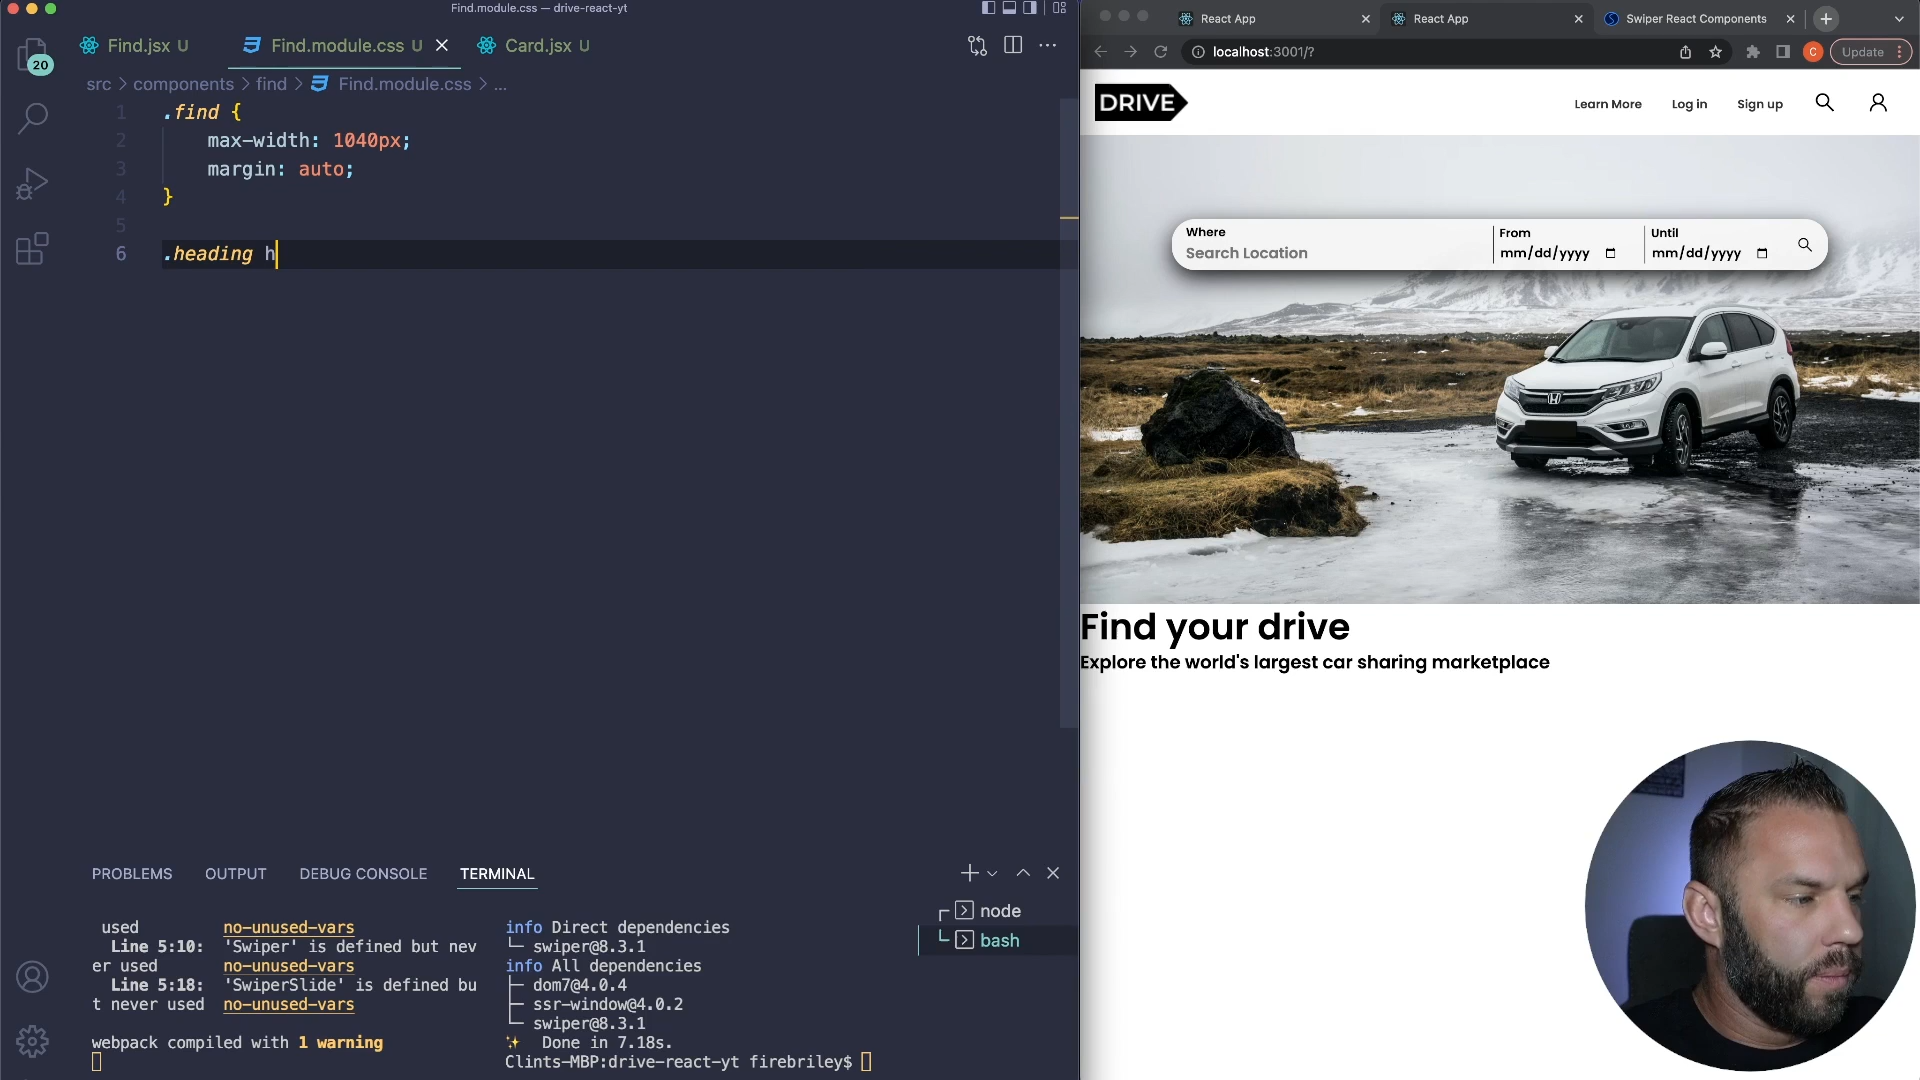 Find.module.css — drive-react-yt
Find.jsx U
Find.module.css U
Card.jsx U
20
src > components > find > Find.module.css > ...
1 .find {
2 max-width: 1040px;
3 margin: auto;
4 }
5
6 .heading h
PROBLEMS OUTPUT DEBUG CONSOLE TERMINAL
used no-unused-vars
Line 5:10: 'Swiper' is defined but nev
er used no-unused-vars
Line 5:18: 'SwiperSlide' is defined bu
t never used no-unused-vars
webpack compiled with 1 warning
info Direct dependencies
└─ swiper@8.3.1
info All dependencies
├─ dom7@4.0.4
├─ ssr-window@4.0.2
└─ swiper@8.3.1
✨ Done in 7.18s.
Clints-MBP:drive-react-yt firebriley$
node
bash
React App
React App
Swiper React Components
localhost:3001/?
C
Update
DRIVE
Learn More
Log in
Sign up
Where
Search Location
From
mm/dd/yyyy
Until
mm/dd/yyyy
Find your drive
Explore the world's largest car sharing marketplace